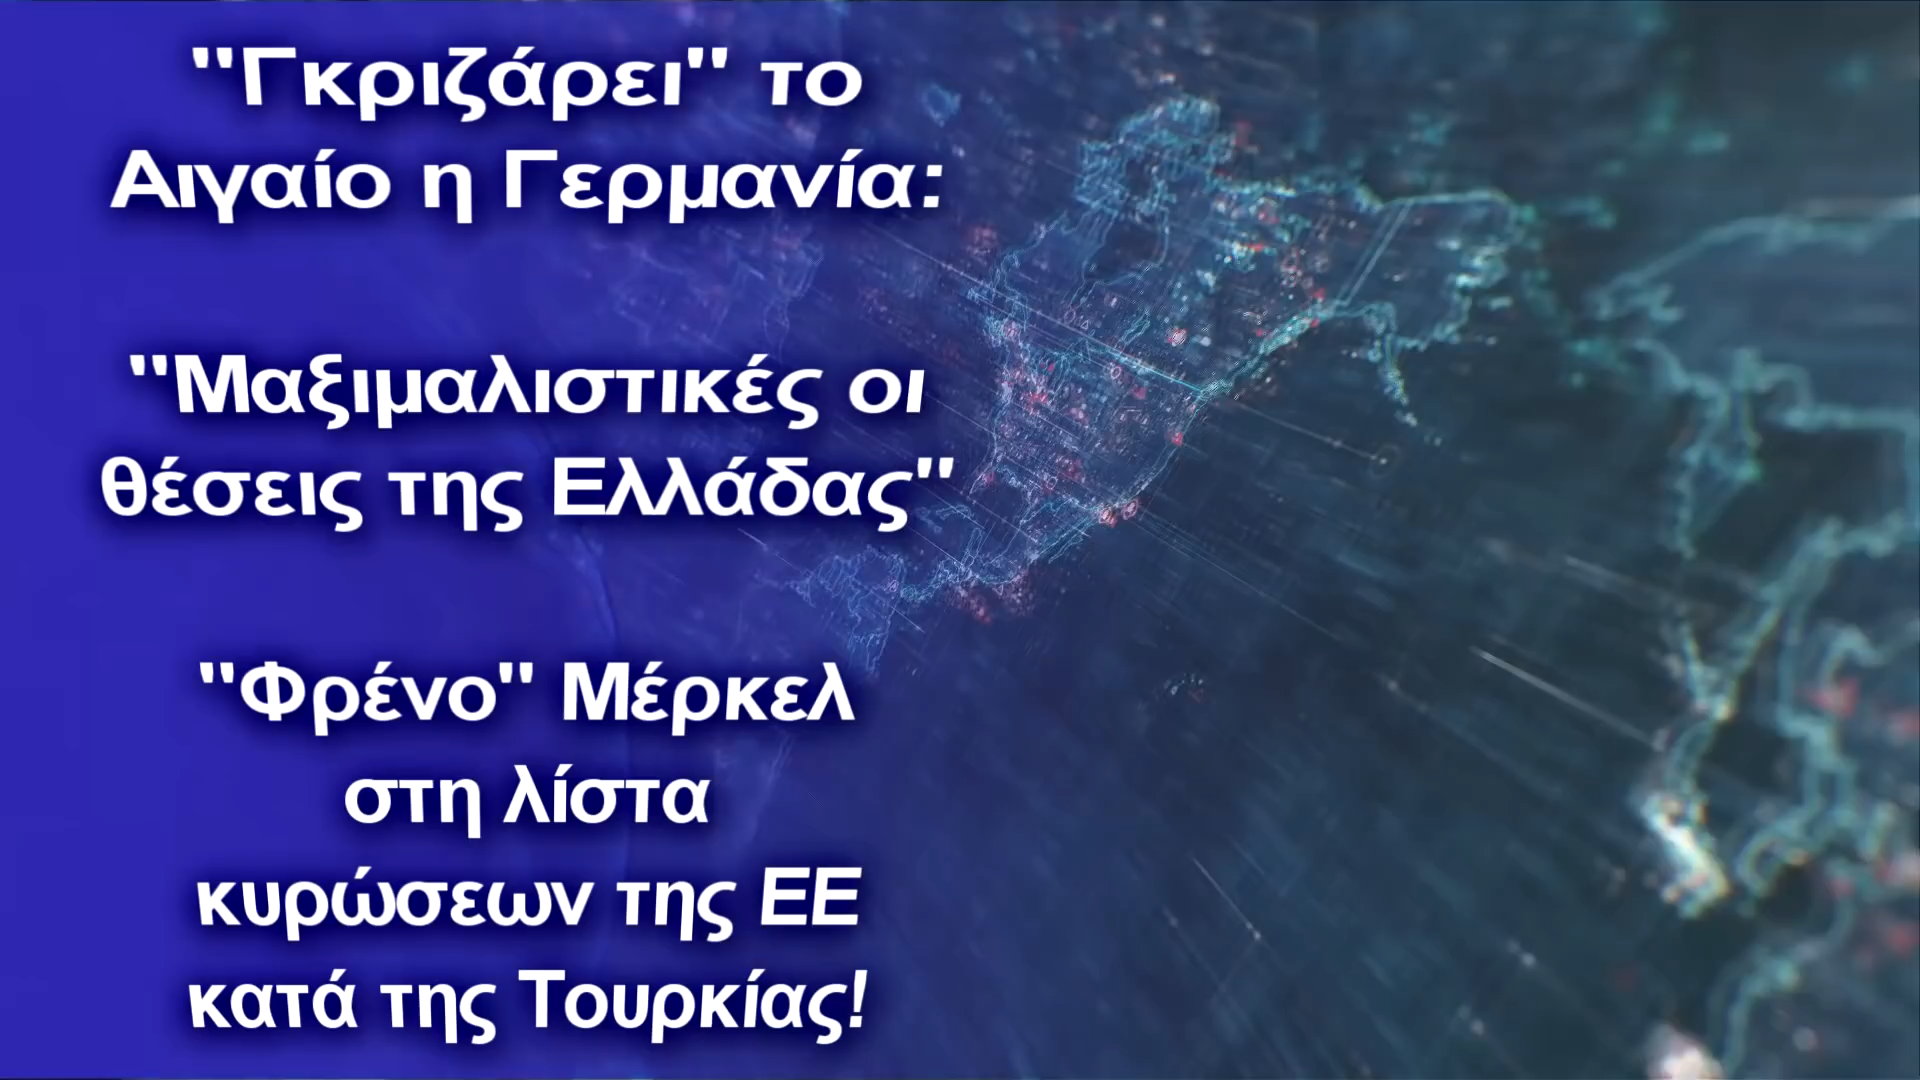 "Γκριζάρει" το
Αιγαίο η Γερμανία:
"Μαξιμαλιστικές οι
θέσεις της Ελλάδας"
"Φρένο" Μέρκελ
στη λίστα
κυρώσεων της ΕΕ
κατά της Τουρκίας!